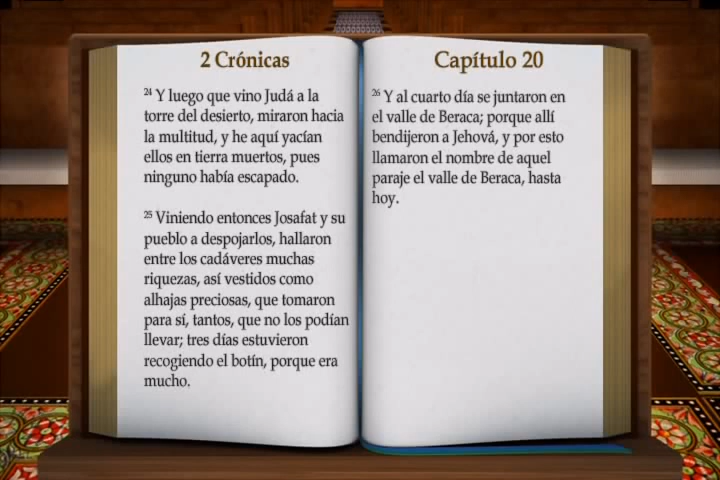 2 Crónicas
24 Y luego que vino Judá a la
torre del desierto, miraron hacia
la multitud, y he aquí yacían
ellos en tierra muertos, pues
ninguno había escapado.
25 Viniendo entonces Josafat y su
pueblo a despojarlos, hallaron
entre los cadáveres muchas
riquezas, así vestidos como
alhajas preciosas, que tomaron
para sí, tantos, que no los podían
llevar; tres días estuvieron
recogiendo el botín, porque era
mucho.
Capítulo 20
26 Y al cuarto día se juntaron en
el valle de Beraca; porque allí
bendijeron a Jehová, y por esto
llamaron el nombre de aquel
paraje el valle de Beraca, hasta
hoy.